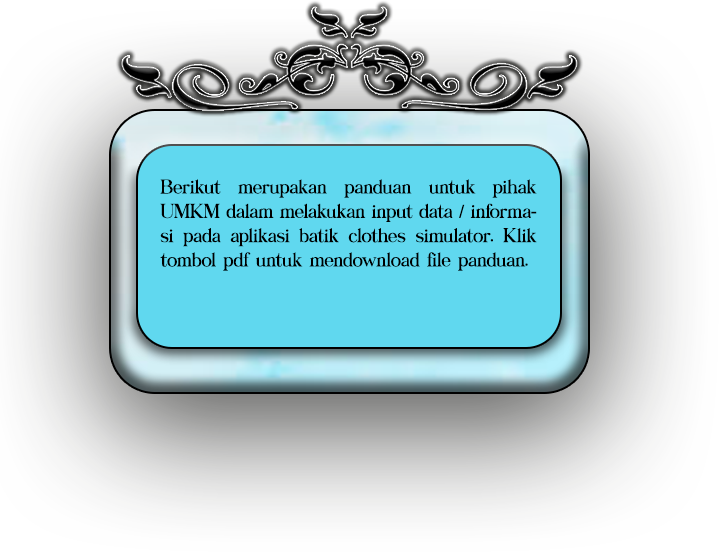 Berikut merupakan panduan untuk pihak
UMKM dalam melakukan input data / informa-
si pada aplikasi batik clothes simulator. Klik
tombol pdf untuk mendownload file panduan.